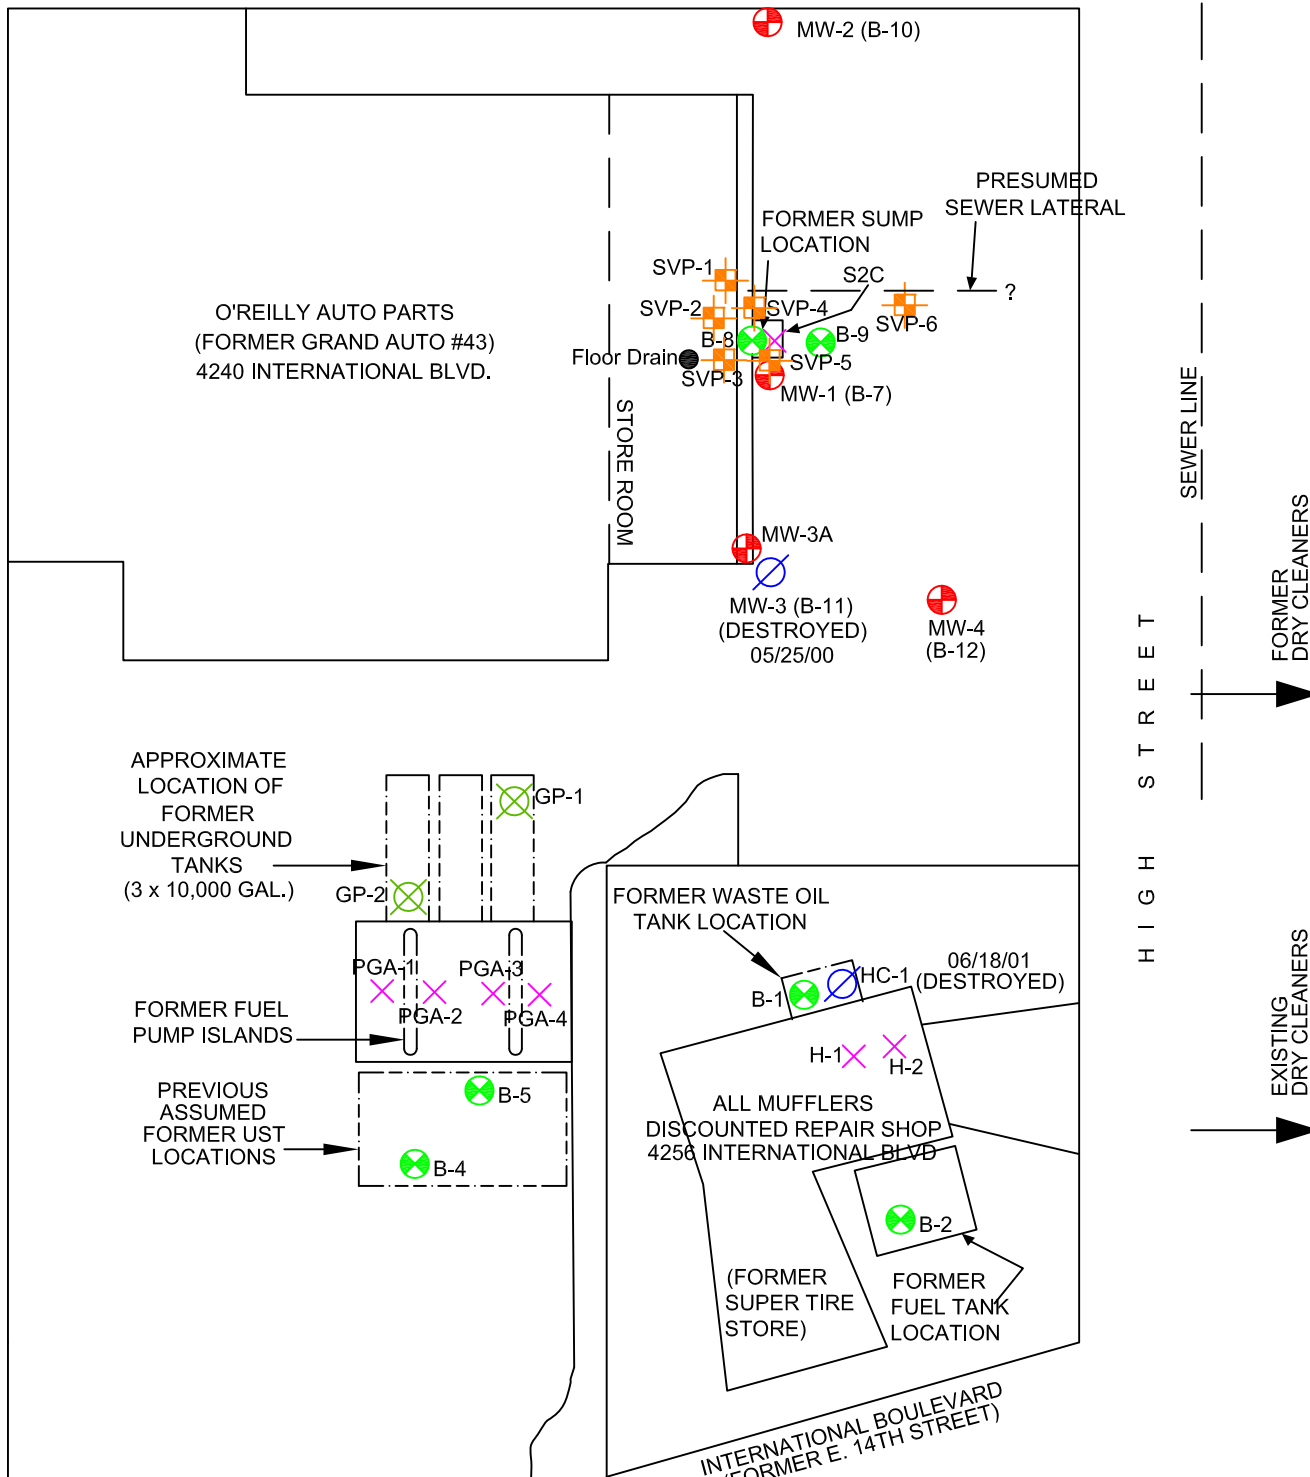 MW-2 (B-10)
PRESUMED
SEWER LATERAL
FORMER SUMP
LOCATION
SVP-1
S2C
?
SVP-2
SVP-4
SVP-6
B-8
B-9
Floor Drain
SVP-3
SVP-5
MW-1 (B-7)
O'REILLY AUTO PARTS
(FORMER GRAND AUTO #43)
4240 INTERNATIONAL BLVD.
STORE ROOM
SEWER LINE
MW-3A
MW-3 (B-11)
(DESTROYED)
05/25/00
MW-4
(B-12)
HIGH STREET
FORMER
DRY CLEANERS
APPROXIMATE
LOCATION OF
FORMER
UNDERGROUND
TANKS
(3 x 10,000 GAL.)
GP-1
GP-2
FORMER WASTE OIL
TANK LOCATION
06/18/01
(DESTROYED)
HC-1
B-1
PGA-1
PGA-2
PGA-3
PGA-4
FORMER FUEL
PUMP ISLANDS
H-1
H-2
EXISTING
DRY CLEANERS
PREVIOUS
ASSUMED
FORMER UST
LOCATIONS
B-5
B-4
ALL MUFFLERS
DISCOUNTED REPAIR SHOP
4256 INTERNATIONAL BLVD
B-2
(FORMER
SUPER TIRE
STORE)
FORMER
FUEL TANK
LOCATION
INTERNATIONAL BOULEVARD
(FORMER E. 14TH STREET)